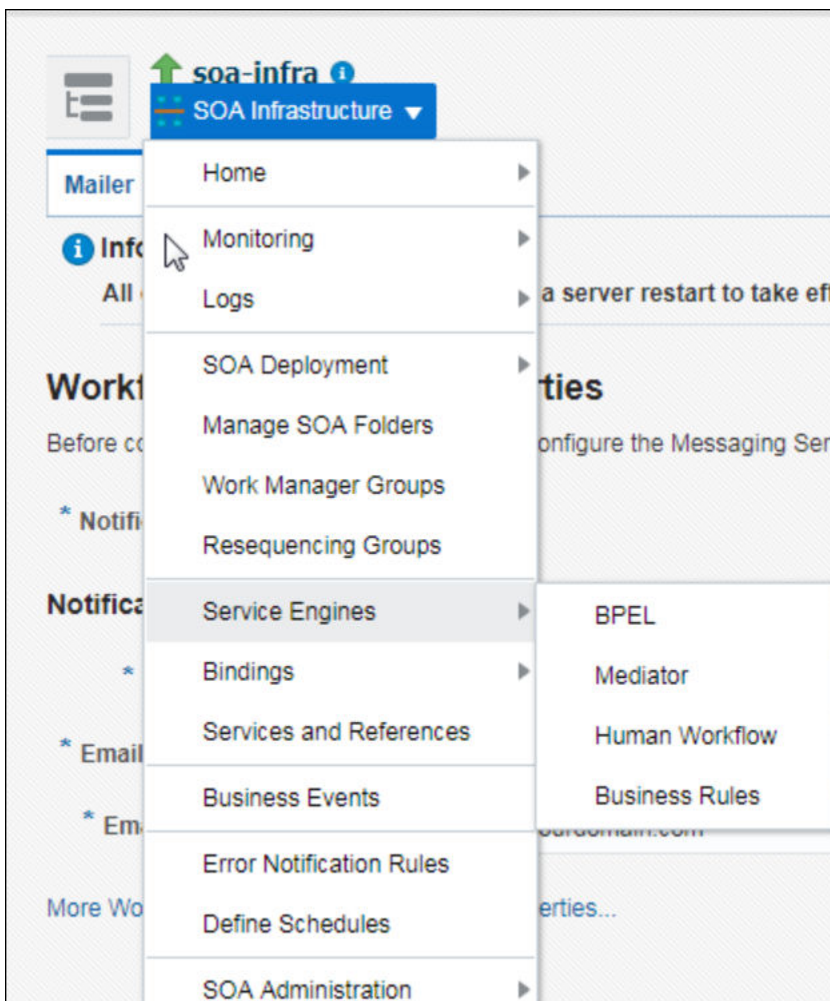 soa-infra
SOA Infrastructure
Mailer
Home
Monitoring
All
a server restart to take eff
Logs
SOA Deployment
ties
Manage SOA Folders
Before co
onfigure the Messaging Ser
Work Manager Groups
* Notifi
Resequencing Groups
Notifica
Service Engines
BPEL
*
Bindings
Mediator
Services and References
Human Workflow
* Email
Business Events
Business Rules
* Em
Error Notification Rules
More Wo
erties...
Define Schedules
SOA Administration